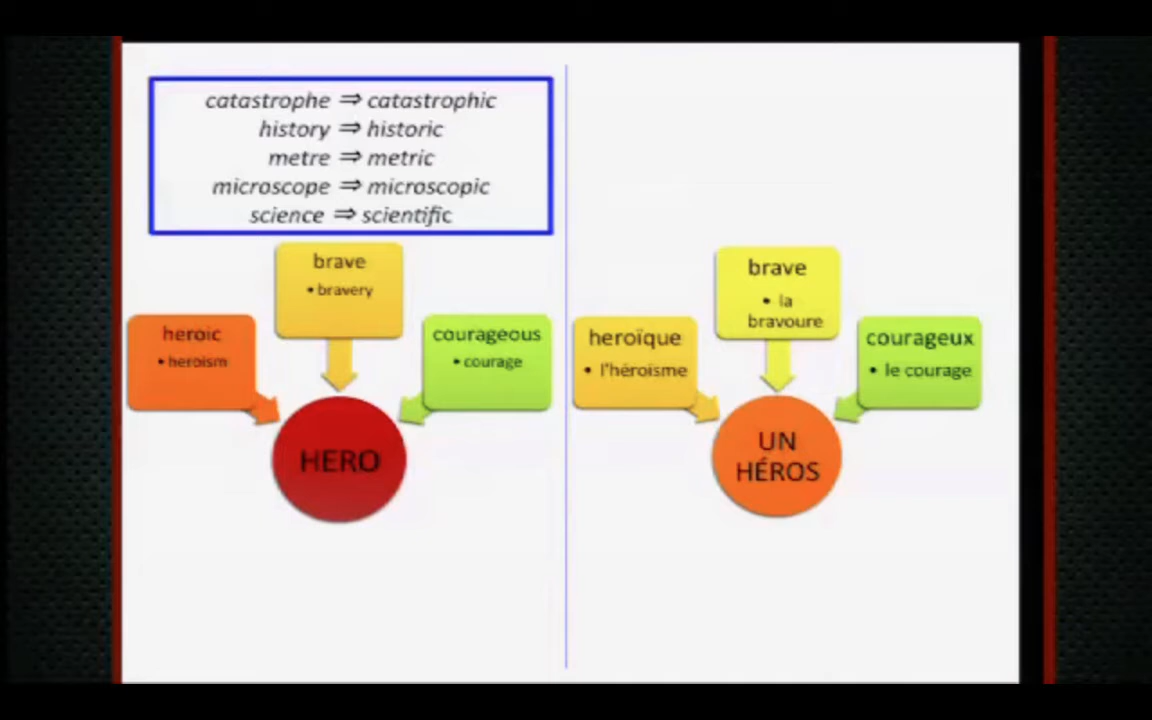 catastrophe ⇒ catastrophic
history ⇒ historic
metre ⇒ metric
microscope ⇒ microscopic
science ⇒ scientific
brave
• bravery
heroic
• heroism
courageous
• courage
HERO
brave
• la
bravoure
heroïque
• l'héroïsme
courageux
• le courage
UN
HÉROS